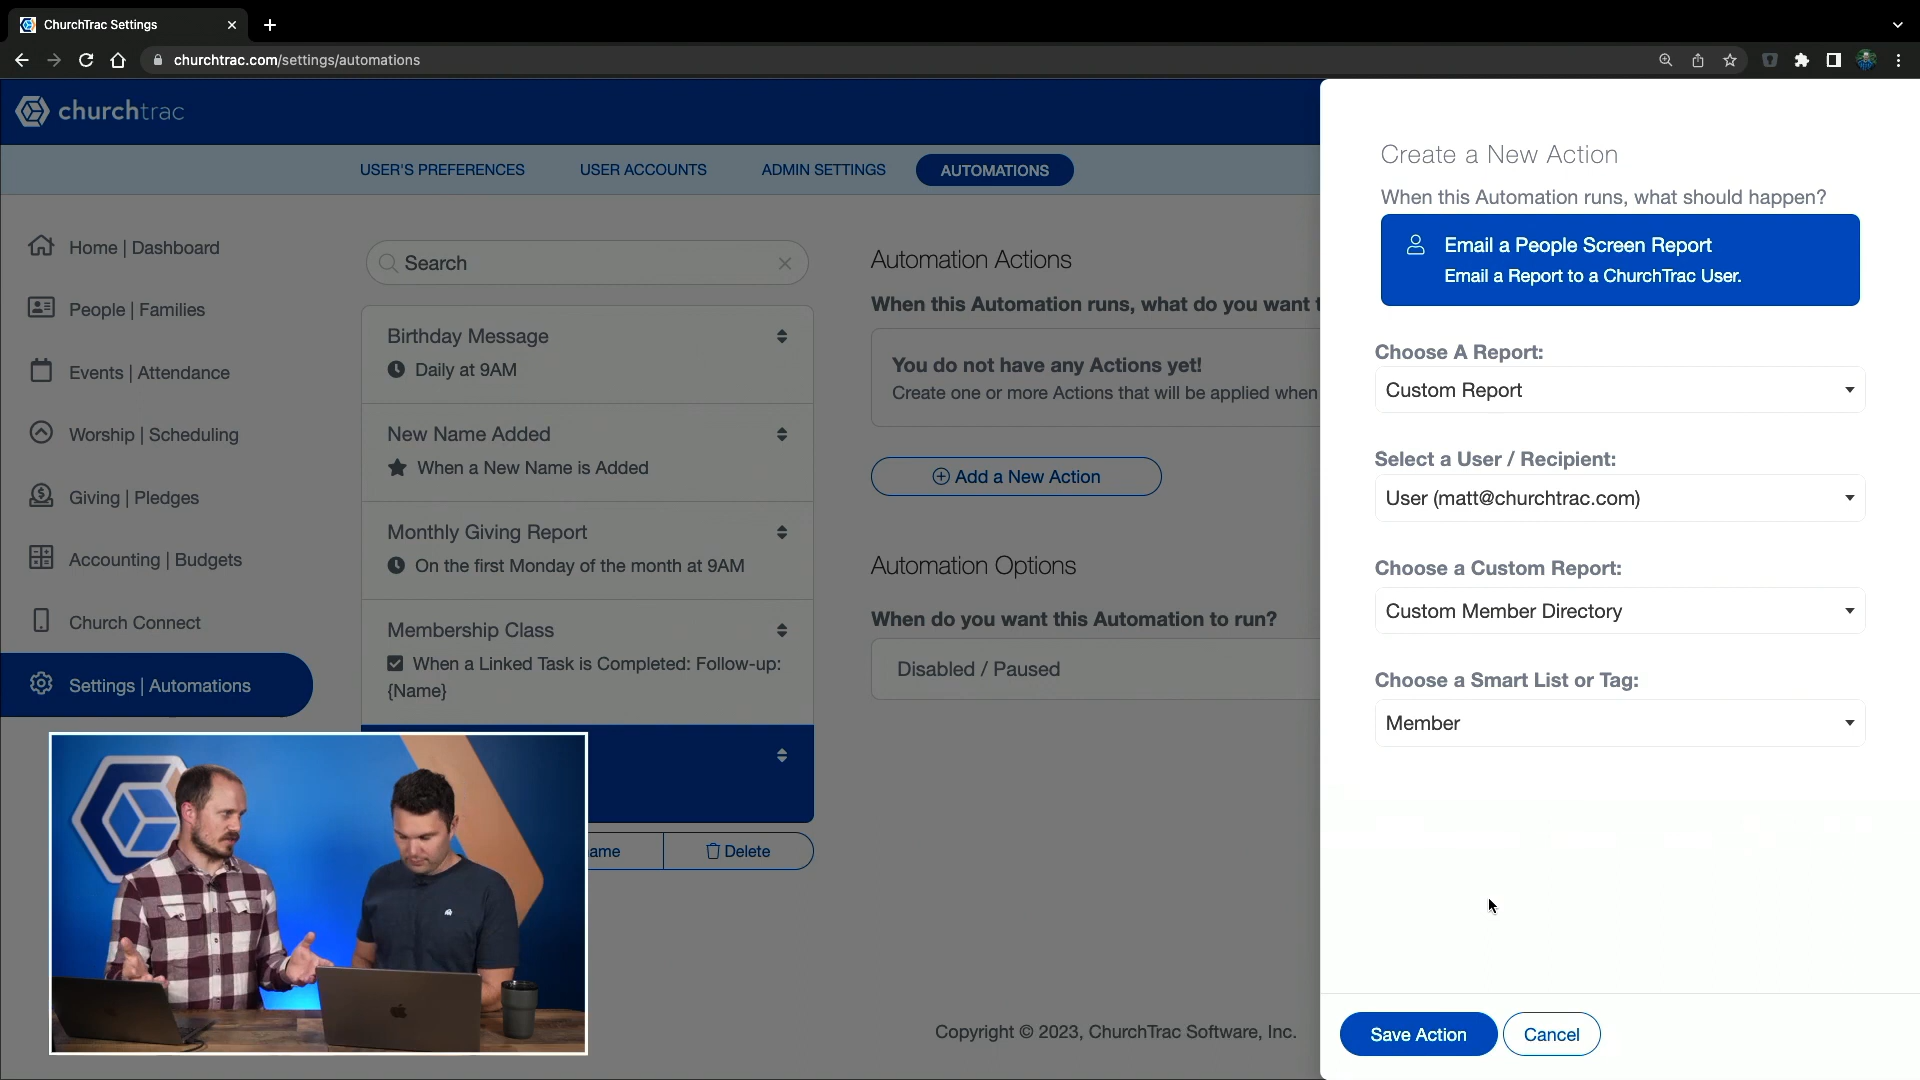 ChurchTrac Settings
churchtrac.com/settings/automations
churchtrac
USER'S PREFERENCES
USER ACCOUNTS
ADMIN SETTINGS
AUTOMATIONS
Home | Dashboard
People | Families
Events | Attendance
Worship | Scheduling
Giving | Pledges
Accounting | Budgets
Church Connect
Settings | Automations
Search
Birthday Message
Daily at 9AM
New Name Added
When a New Name is Added
Monthly Giving Report
On the first Monday of the month at 9AM
Membership Class
When a Linked Task is Completed: Follow-up:
{Name}
ame
Delete
Automation Actions
When this Automation runs, what do you want t
You do not have any Actions yet!
Create one or more Actions that will be applied when
Add a New Action
Automation Options
When do you want this Automation to run?
Disabled / Paused
Copyright © 2023, ChurchTrac Software, Inc.
Create a New Action
When this Automation runs, what should happen?
Email a People Screen Report
Email a Report to a ChurchTrac User.
Choose A Report:
Custom Report
Select a User / Recipient:
User (matt@churchtrac.com)
Choose a Custom Report:
Custom Member Directory
Choose a Smart List or Tag:
Member
Save Action
Cancel